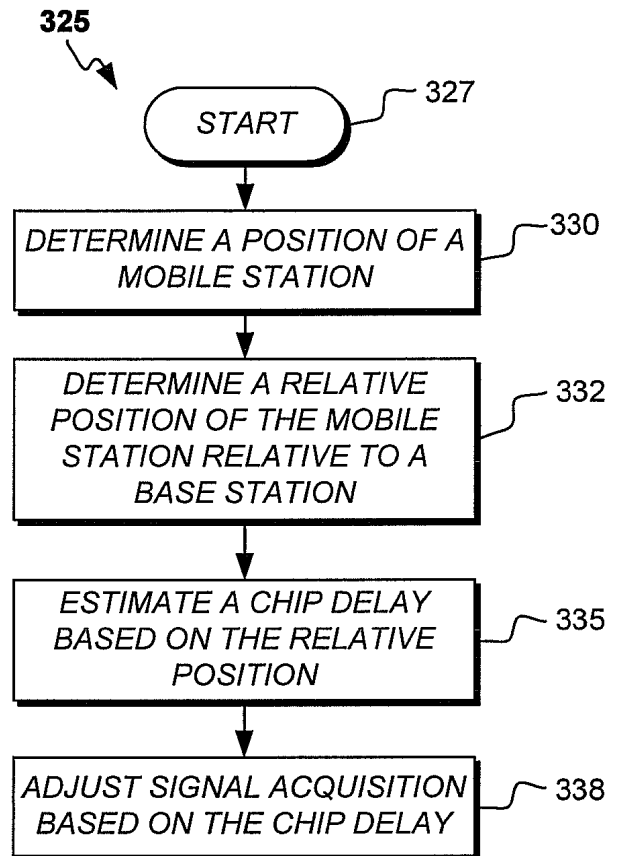 325
START
327
DETERMINE A POSITION OF A
MOBILE STATION
330
DETERMINE A RELATIVE
POSITION OF THE MOBILE
STATION RELATIVE TO A
BASE STATION
332
ESTIMATE A CHIP DELAY
BASED ON THE RELATIVE
POSITION
335
ADJUST SIGNAL ACQUISITION
BASED ON THE CHIP DELAY
338